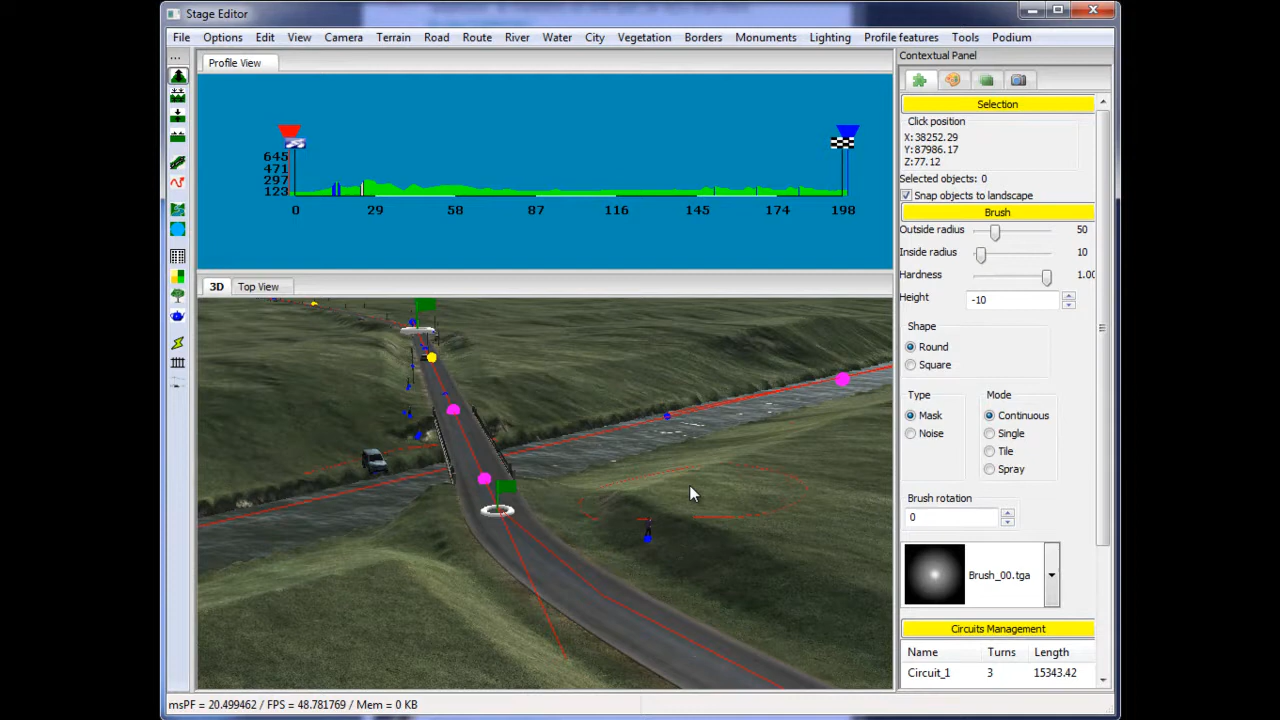 Stage Editor
File Options Edit View Camera Terrain Road Route River Water City Vegetation Borders Monuments Lighting Profile features Tools Podium
Profile View
645
471
297
123
0 29 58 87 116 145 174 198
3D Top View
Contextual Panel
Selection
Click position
X:38252.29
Y:87986.17
Z:77.12
Selected objects: 0
Snap objects to landscape
Brush
Outside radius 50
Inside radius 10
Hardness 1.00
Height -10
Shape
Round
Square
Type Mode
Mask Continuous
Noise Single
Tile
Spray
Brush rotation
0
Brush_00.tga
Circuits Management
Name Turns Length
Circuit_1 3 15343.42
msPF = 20.499462 / FPS = 48.781769 / Mem = 0 KB